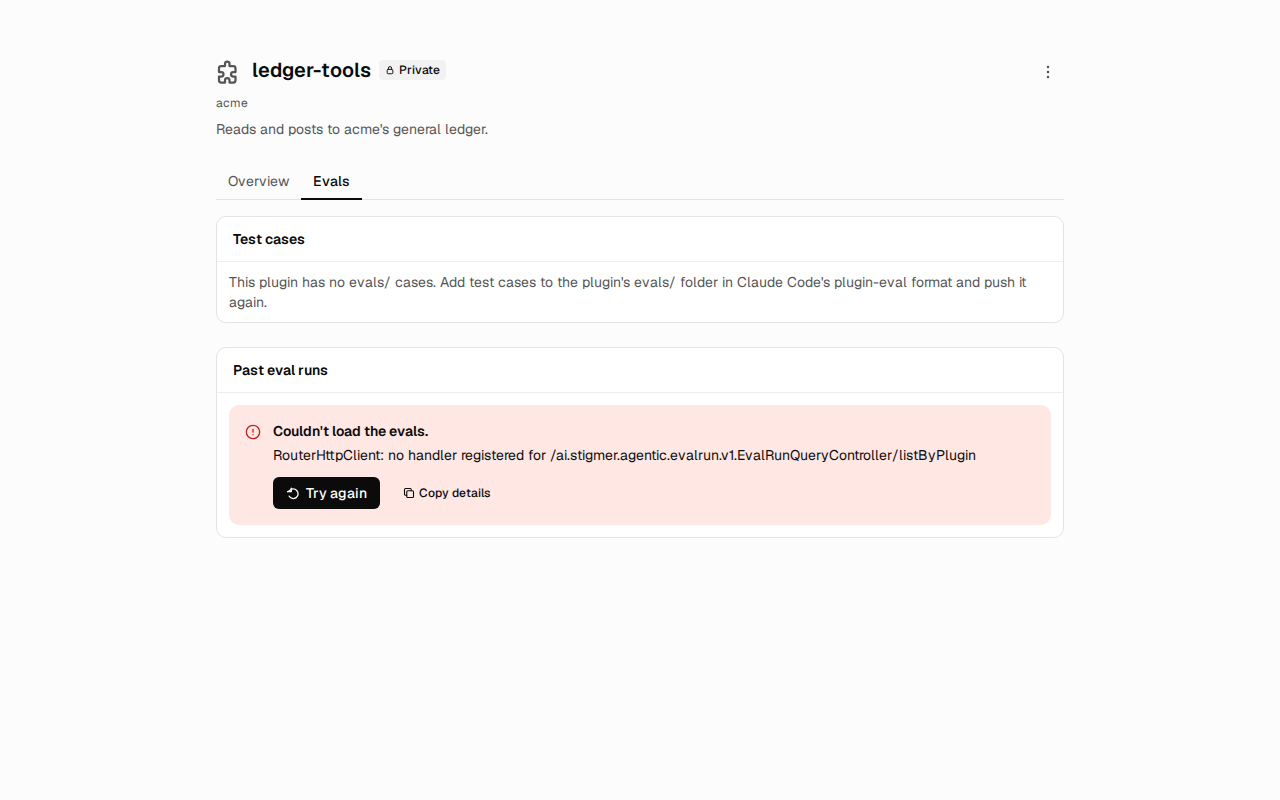 ledger-tools
Private
acme
Reads and posts to acme's general ledger.
Overview
Evals
Test cases
This plugin has no evals/ cases. Add test cases to the plugin's evals/ folder in Claude Code's plugin-eval format and push it
again.
Past eval runs
Couldn't load the evals.
RouterHttpClient: no handler registered for /ai.stigmer.agentic.evalrun.v1.EvalRunQueryController/listByPlugin
Try again
Copy details